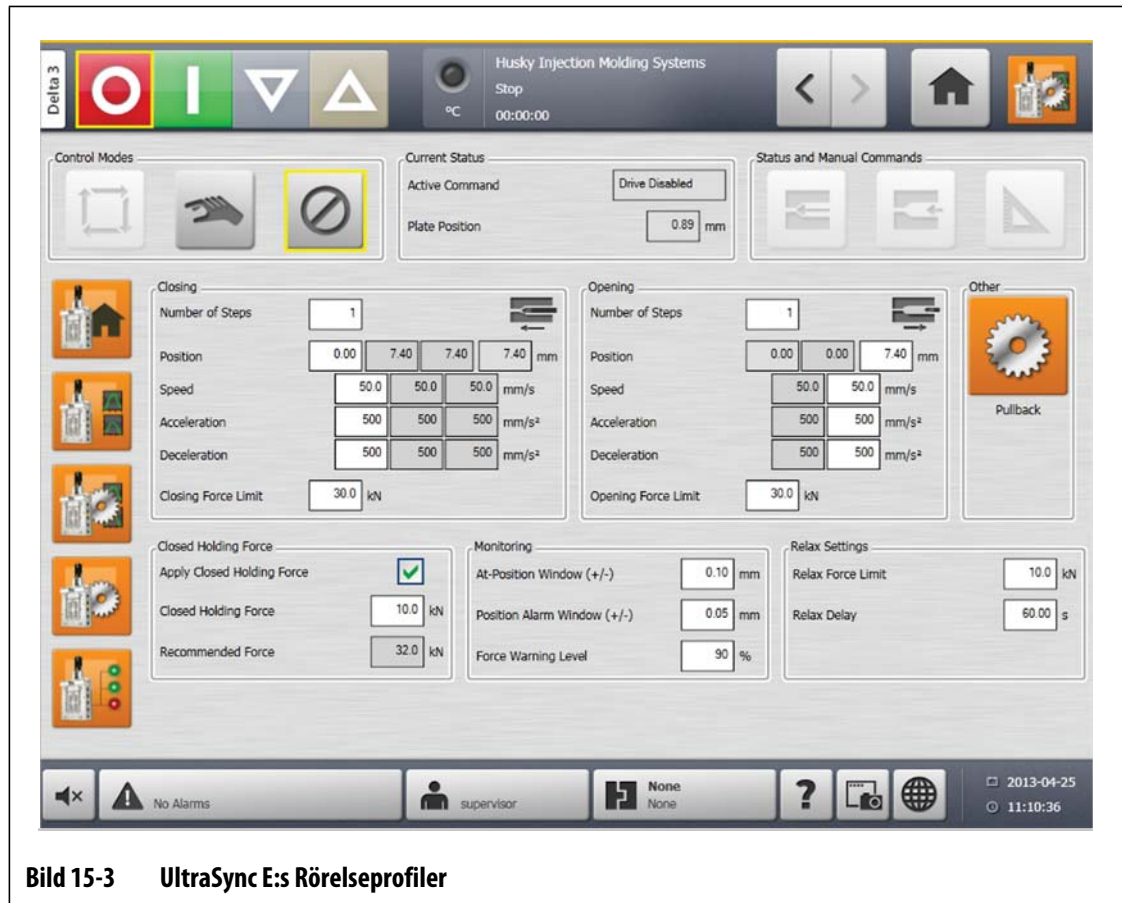 Delta 3
°C
Husky Injection Molding Systems
Stop
00:00:00
Control Modes
Current Status
Active Command Drive Disabled
Plate Position 0.89 mm
Status and Manual Commands
Closing
Number of Steps 1
Position 0.00 7.40 7.40 7.40 mm
Speed 50.0 50.0 50.0 mm/s
Acceleration 500 500 500 mm/s²
Deceleration 500 500 500 mm/s²
Closing Force Limit 30.0 kN
Opening
Number of Steps 1
Position 0.00 0.00 7.40 mm
Speed 50.0 50.0 mm/s
Acceleration 500 500 mm/s²
Deceleration 500 500 mm/s²
Opening Force Limit 30.0 kN
Other
Pullback
Closed Holding Force
Apply Closed Holding Force
Closed Holding Force 10.0 kN
Recommended Force 32.0 kN
Monitoring
At-Position Window (+/-) 0.10 mm
Position Alarm Window (+/-) 0.05 mm
Force Warning Level 90 %
Relax Settings
Relax Force Limit 10.0 kN
Relax Delay 60.00 s
No Alarms
supervisor
None
None
?
2013-04-25
11:10:36
Bild 15-3 UltraSync E:s Rörelseprofiler